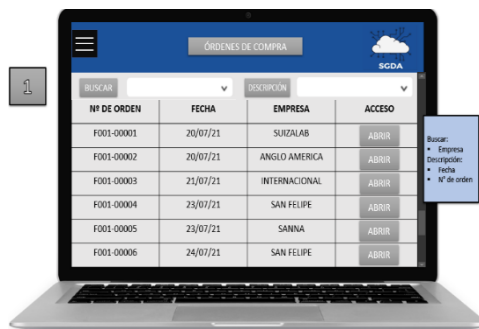 1
ÓRDENES DE COMPRA
SGDA
BUSCAR DESCRIPCIÓN
Nº DE ORDEN FECHA EMPRESA ACCESO
F001-00001 20/07/21 SUIZALAB ABRIR
F001-00002 20/07/21 ANGLO AMERICA ABRIR
F001-00003 21/07/21 INTERNACIONAL ABRIR
F001-00004 23/07/21 SAN FELIPE ABRIR
F001-00005 23/07/21 SANNA ABRIR
F001-00006 24/07/21 SAN FELIPE ABRIR
Buscar:
▪ Empresa
Descripción:
▪ Fecha
▪ N° de orden